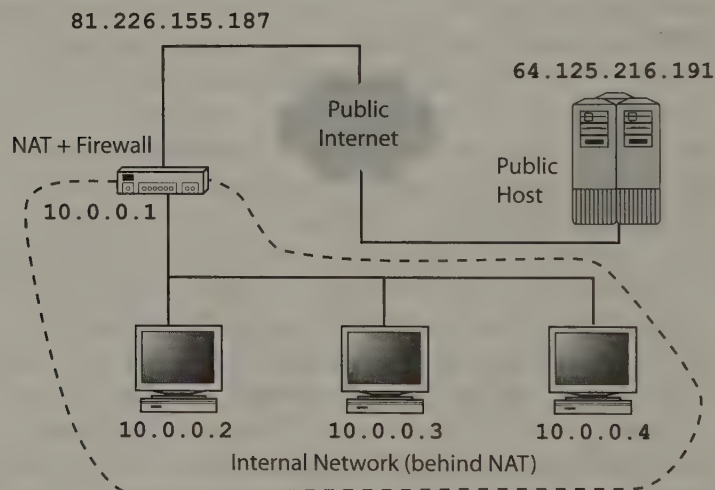 81.226.155.187
64.125.216.191
Public
Internet
NAT + Firewall
Public
Host
10.0.0.1
10.0.0.2
10.0.0.3
10.0.0.4
Internal Network (behind NAT)